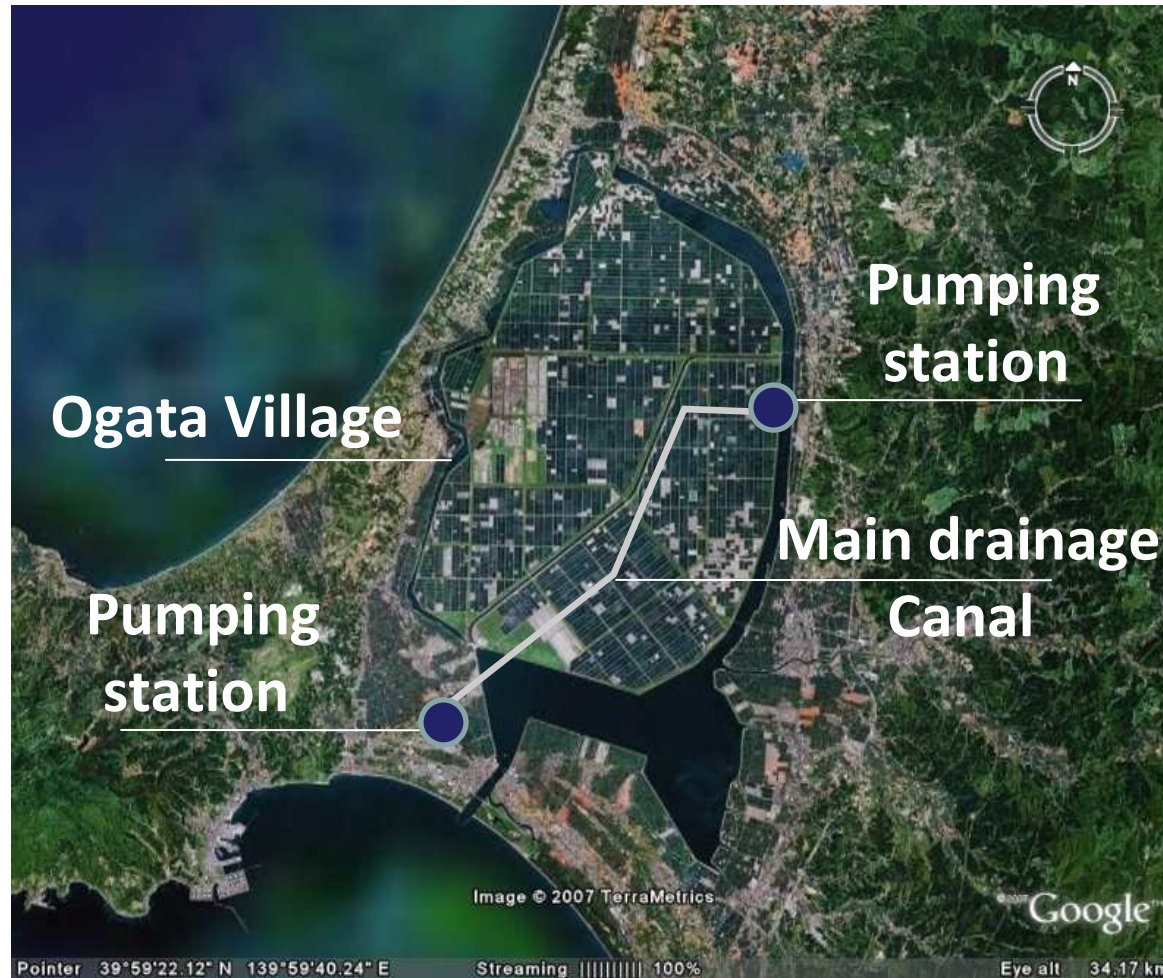 N
Pumping
station
Ogata Village
Main drainage
Canal
Pumping
station
Image © 2007 TerraMetrics
©2007 Google™
Pointer 39°59'22.12" N 139°59'40.24" E Streaming |||||||||| 100% Eye alt 34.17 km